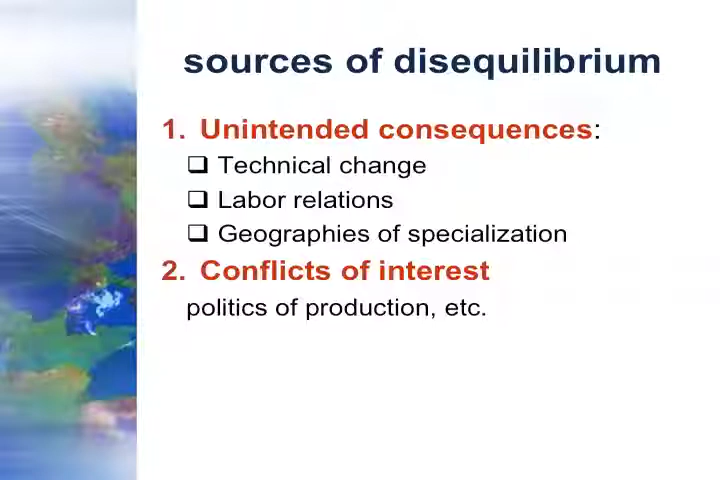 sources of disequilibrium
1. Unintended consequences:
❑ Technical change
❑ Labor relations
❑ Geographies of specialization
2. Conflicts of interest
politics of production, etc.